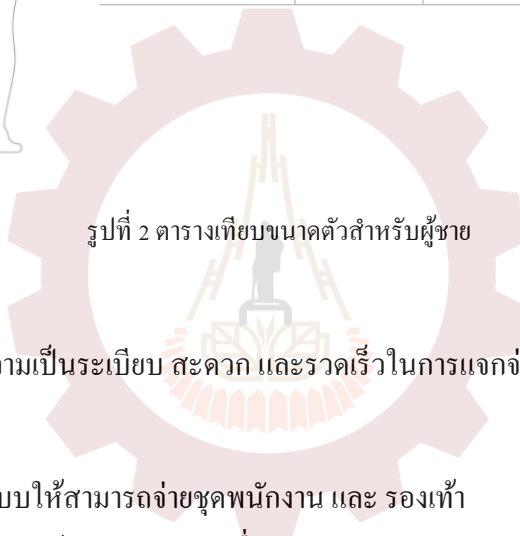 รูปที่ 2 ตารางเทียบขนาดตัวสำหรับผู้ชาย
ามเป็นระเบียบ สะดวก และรวดเร็วในการแจกจ่
บบให้สามารถจ่ายชุดพนักงาน และ รองเท้า